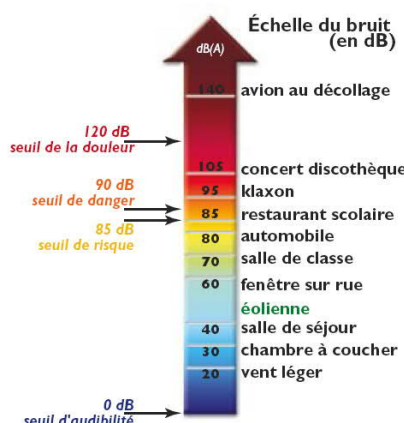 Échelle du bruit
(en dB)
dB(A)
140 avion au décollage
120 dB
seuil de la douleur
105 concert discothèque
90 dB
seuil de danger
95 klaxon
85 restaurant scolaire
85 dB
seuil de risque
80 automobile
70 salle de classe
60 fenêtre sur rue
éolienne
40 salle de séjour
30 chambre à coucher
20 vent léger
0 dB
seuil d'audibilité